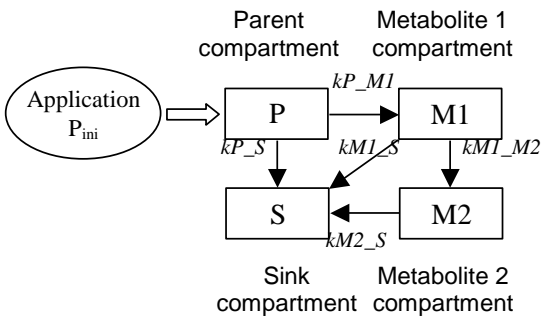 Parent
compartment
Metabolite 1
compartment
kP_M1
Application
Pini
P
M1
kP_S
kM1_S
kM1_M2
S
M2
kM2_S
Sink
compartment
Metabolite 2
compartment